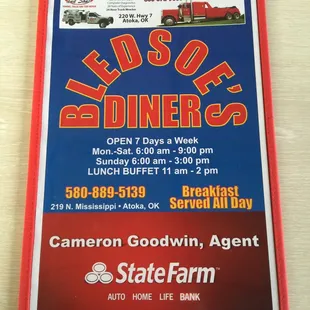 220 W. Hwy 7
Atoka, OK
BLEDSOE'S
DINER
OPEN 7 Days a Week
Mon.-Sat. 6:00 am - 9:00 pm
Sunday 6:00 am - 3:00 pm
LUNCH BUFFET 11 am - 2 pm
580-889-5139
Breakfast
Served All Day
219 N. Mississippi • Atoka, OK
Cameron Goodwin, Agent
StateFarm™
AUTO HOME LIFE BANK